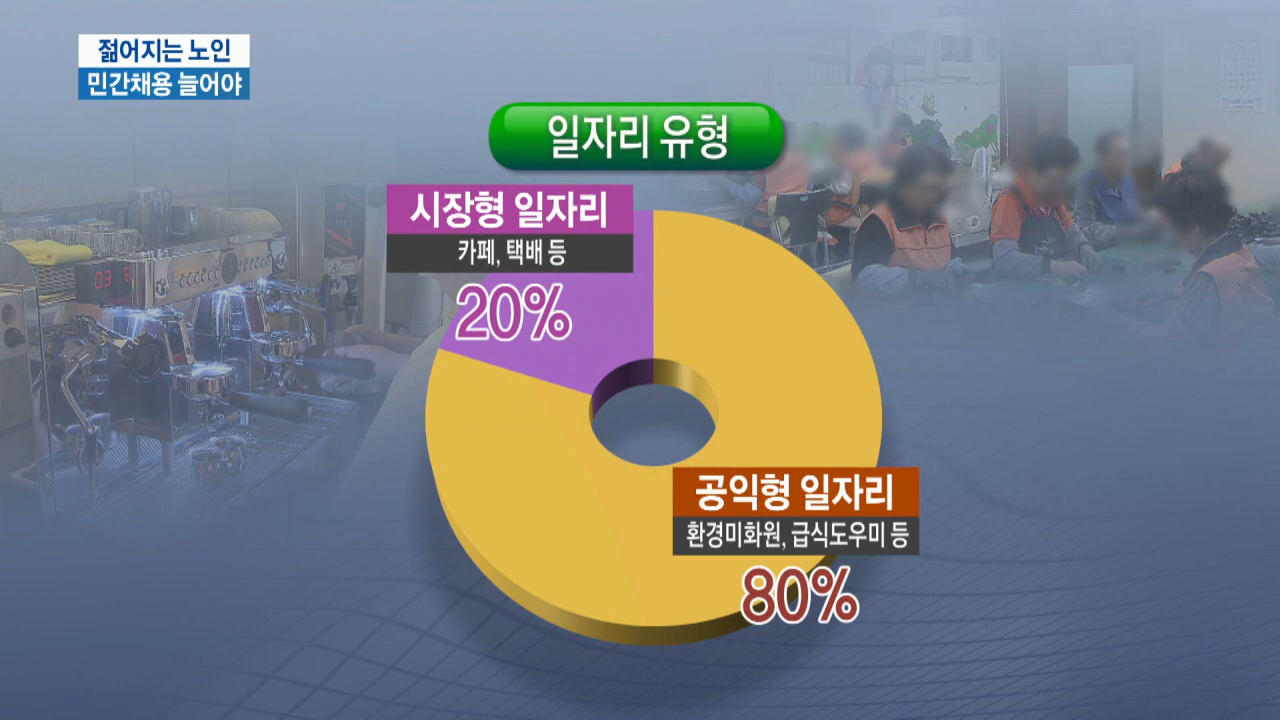 젊어지는 노인
민간채용 늘어야
일자리 유형
시장형 일자리
카페, 택배 등
20%
공익형 일자리
환경미화원, 급식도우미 등
80%
03